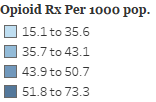 Opioid Rx Per 1000 pop.
15.1 to 35.6
35.7 to 43.1
43.9 to 50.7
51.8 to 73.3